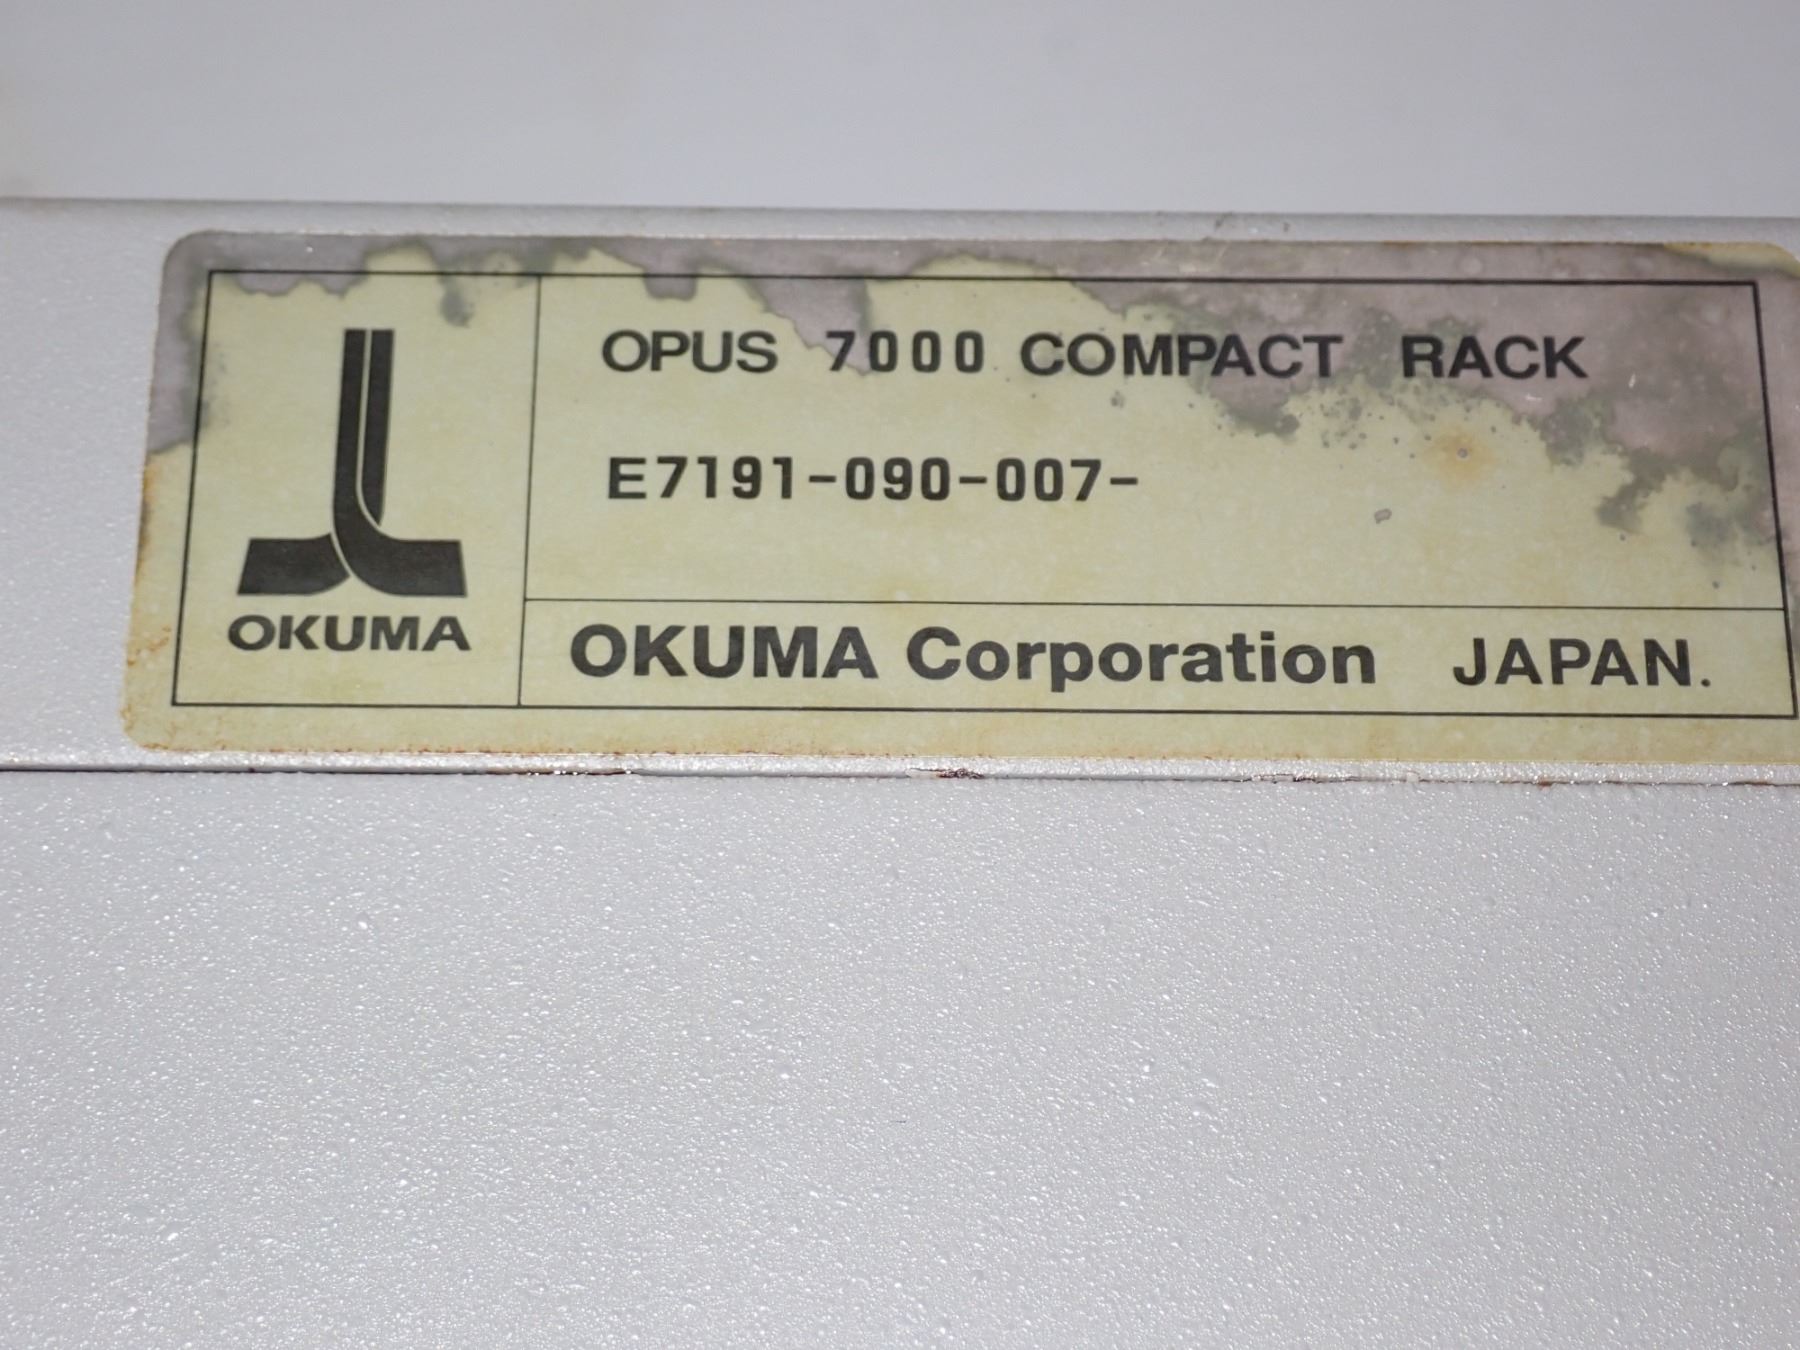 OPUS 7000 COMPACT RACK
E7191-090-007-
OKUMA
OKUMA Corporation JAPAN.